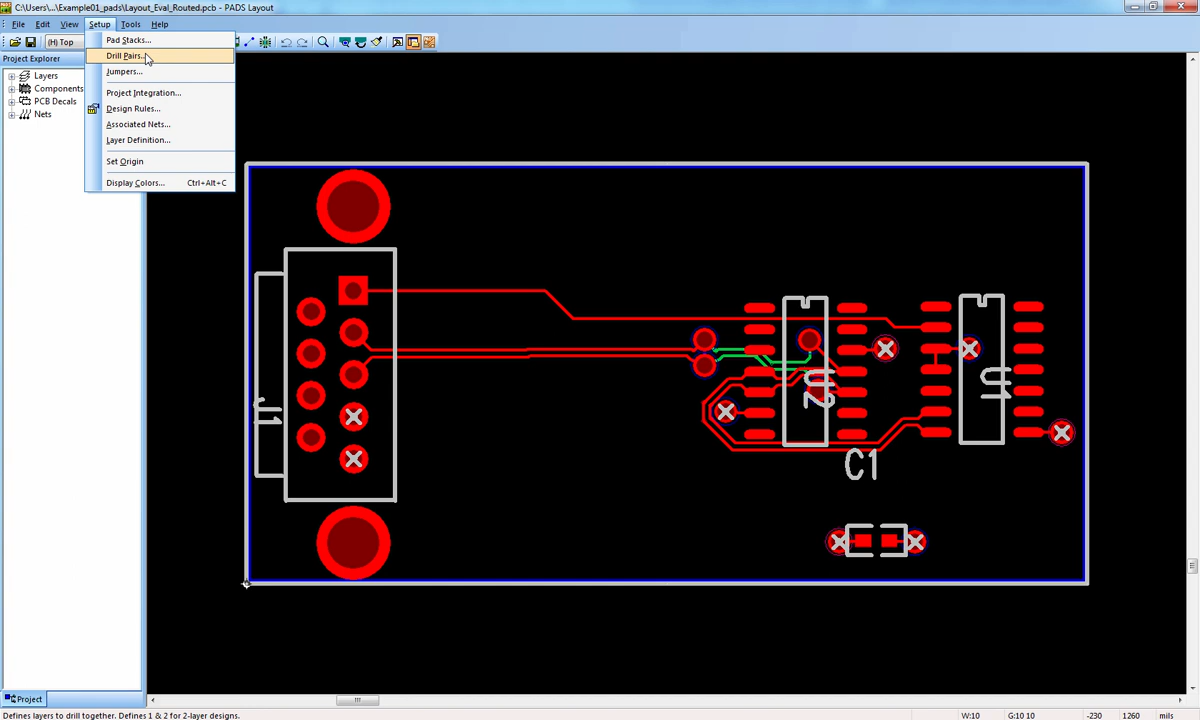 C:\Users\...\Example01_pads\Layout_Eval_Routed.pcb - PADS Layout
File Edit View Setup Tools Help
(H) Top
Pad Stacks...
Drill Pairs...
Jumpers...
Project Integration...
Design Rules...
Associated Nets...
Layer Definition...
Set Origin
Display Colors... Ctrl+Alt+C
Project Explorer
Layers
Components
PCB Decals
Nets
J1
U2
U1
C1
Project
Defines layers to drill together. Defines 1 & 2 for 2-layer designs.
W:10 G:10 10 -230 1260 mils